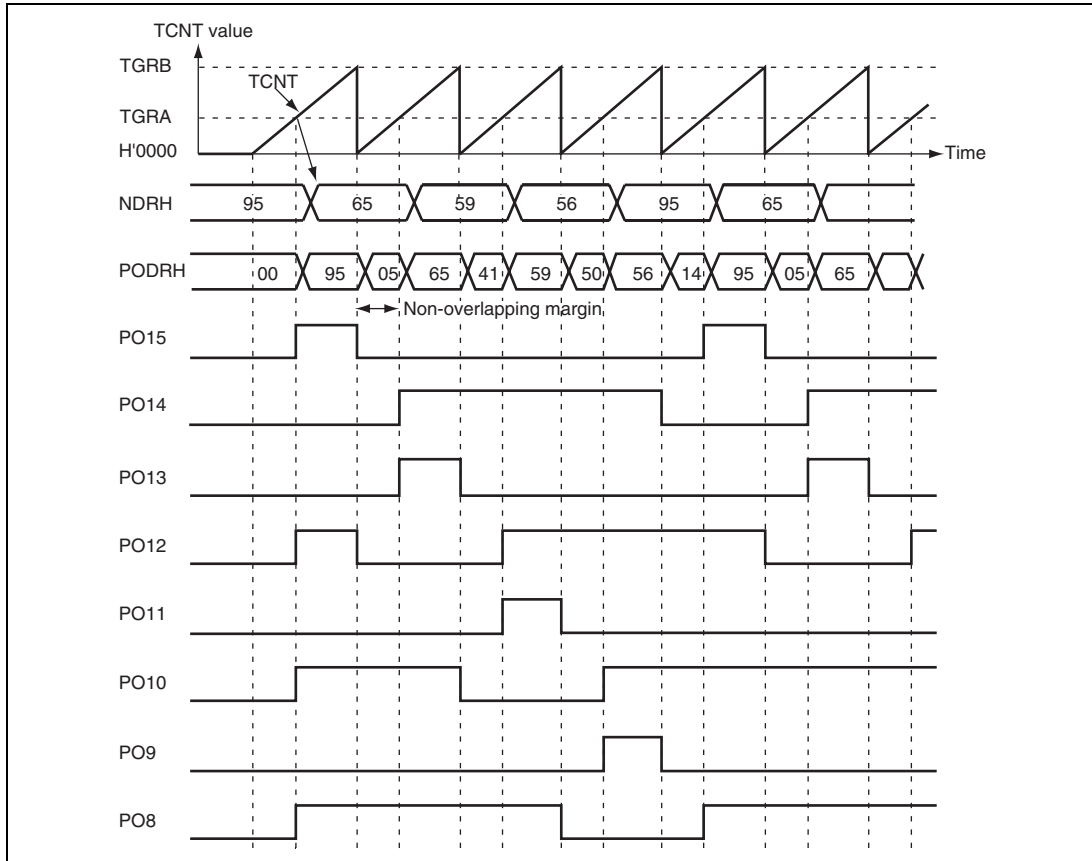 TCNT value
TGRB
TCNT
TGRA
H'0000
Time
NDRH 95 65 59 56 95 65
PODRH 00 95 05 65 41 59 50 56 14 95 05 65
Non-overlapping margin
PO15
PO14
PO13
PO12
PO11
PO10
PO9
PO8